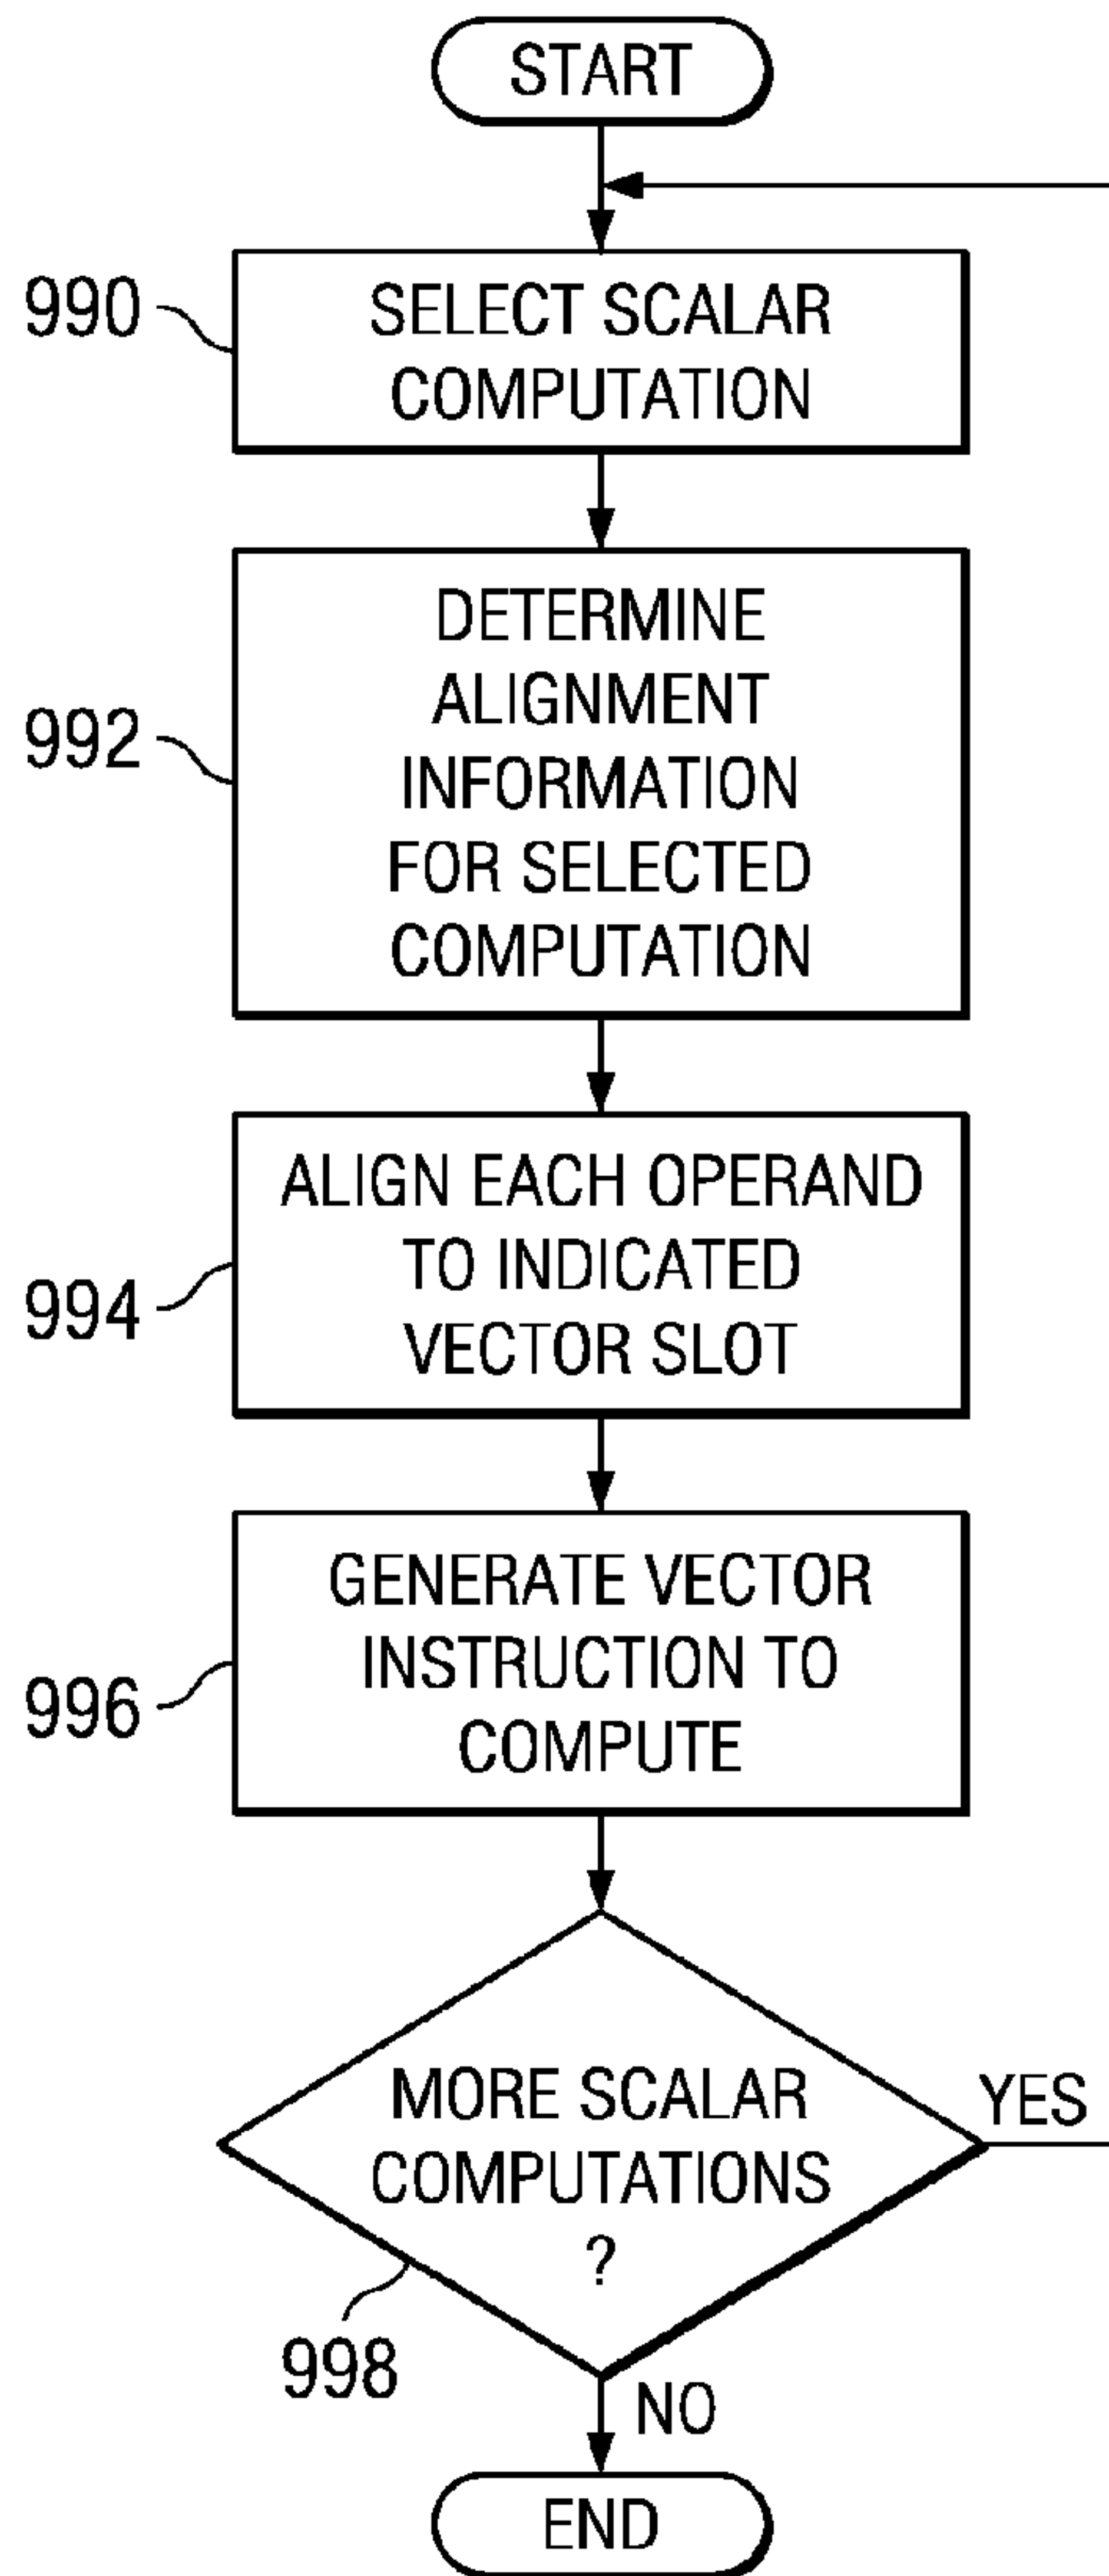 START
990
SELECT SCALAR
COMPUTATION
992
DETERMINE
ALIGNMENT
INFORMATION
FOR SELECTED
COMPUTATION
994
ALIGN EACH OPERAND
TO INDICATED
VECTOR SLOT
996
GENERATE VECTOR
INSTRUCTION TO
COMPUTE
MORE SCALAR
COMPUTATIONS
?
YES
998
NO
END